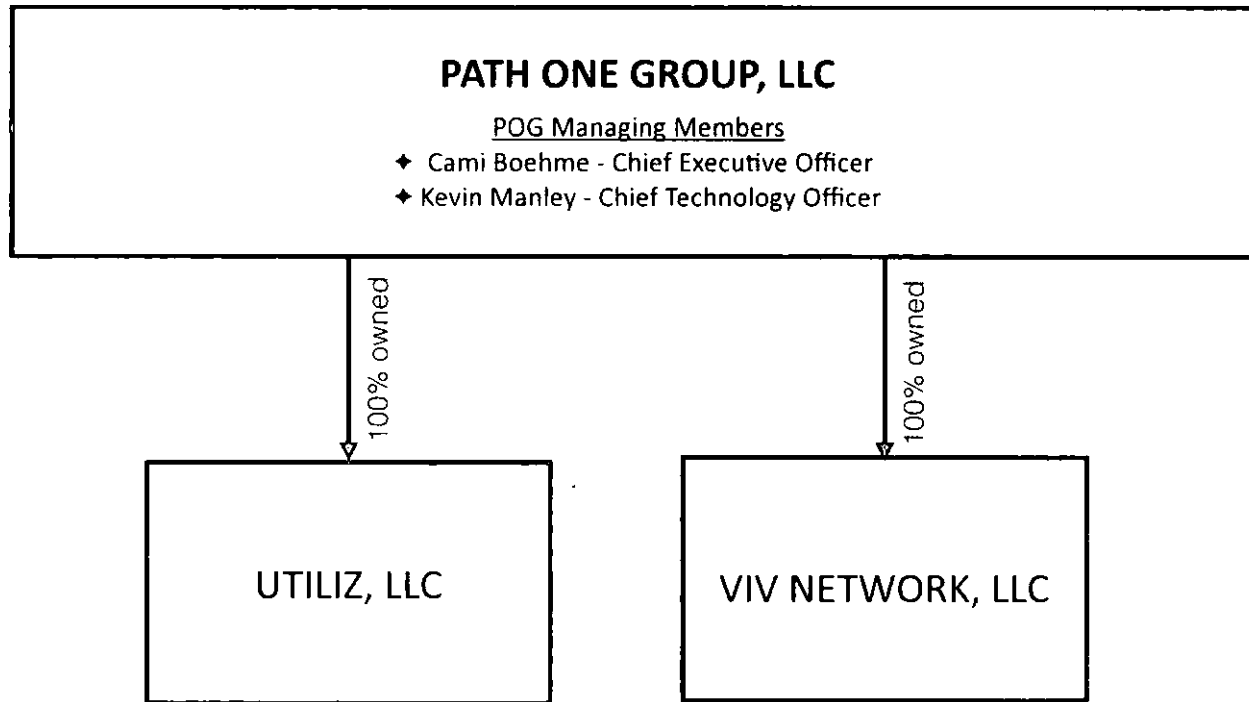 PATH ONE GROUP, LLC
POG Managing Members
✦ Cami Boehme - Chief Executive Officer
✦ Kevin Manley - Chief Technology Officer
100% owned
100% owned
UTILIZ, LLC
VIV NETWORK, LLC